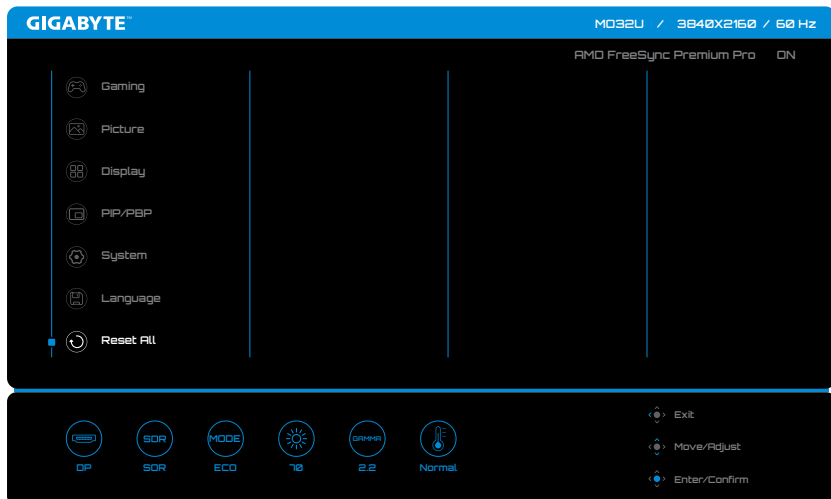 GIGABYTE™
MO32U / 3840X2160 / 60 Hz
AMD FreeSync Premium Pro ON
Gaming
Picture
Display
PIP/PBP
System
Language
Reset All
SDR
MODE
GAMMA
DP
SDR
ECO
70
2.2
Normal
Exit
Move/Adjust
Enter/Confirm